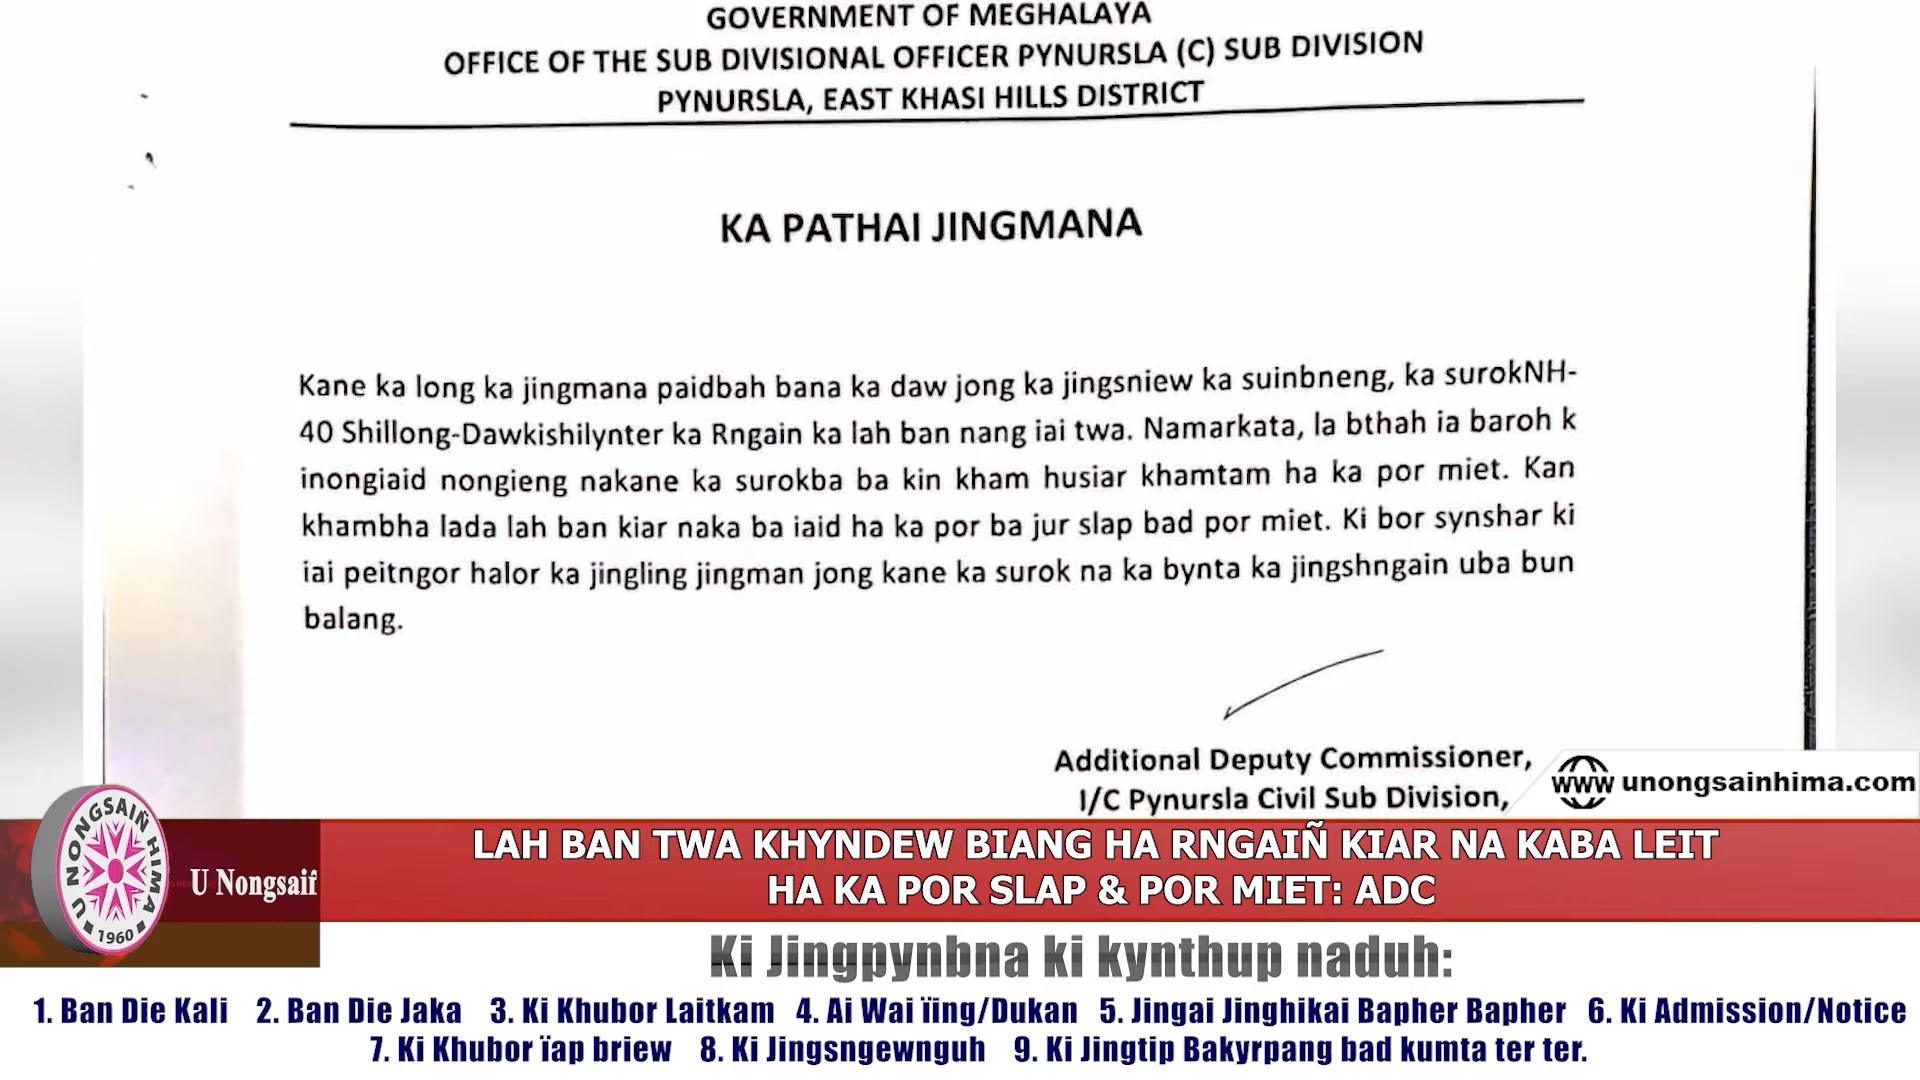 GOVERNMENT OF MEGHALAYA
OFFICE OF THE SUB DIVISIONAL OFFICER PYNURSLA (C) SUB DIVISION
PYNURSLA, EAST KHASI HILLS DISTRICT
KA PATHAI JINGMANA
Kane ka long ka jingmana paidbah bana ka daw jong ka jingsniew ka suinbneng, ka surokNH-
40 Shillong-Dawkishilynter ka Rngain ka lah ban nang iai twa. Namarkata, la bthah ia baroh k
inongiaid nongieng nakane ka surokba ba kin kham husiar khamtam ha ka por miet. Kan
khambha lada lah ban kiar naka ba iaid ha ka por ba jur slap bad por miet. Ki bor synshar ki
iai peitngor halor ka jingling jingman jong kane ka surok na ka bynta ka jingshngain uba bun
balang.
Additional Deputy Commissioner,
I/C Pynursla Civil Sub Division,
www unongsainhima.com
U NONGSAIÑ HIMA
1960
U Nongsaiñ
LAH BAN TWA KHYNDEW BIANG HA RNGAIÑ KIAR NA KABA LEIT
HA KA POR SLAP & POR MIET: ADC
Ki Jingpynbna ki kynthup naduh:
1. Ban Die Kali 2. Ban Die Jaka 3. Ki Khubor Laitkam 4. Ai Wai ïing/Dukan 5. Jingai Jinghikai Bapher Bapher 6. Ki Admission/Notice
7. Ki Khubor ïap briew 8. Ki Jingsngewnguh 9. Ki Jingtip Bakyrpang bad kumta ter ter.